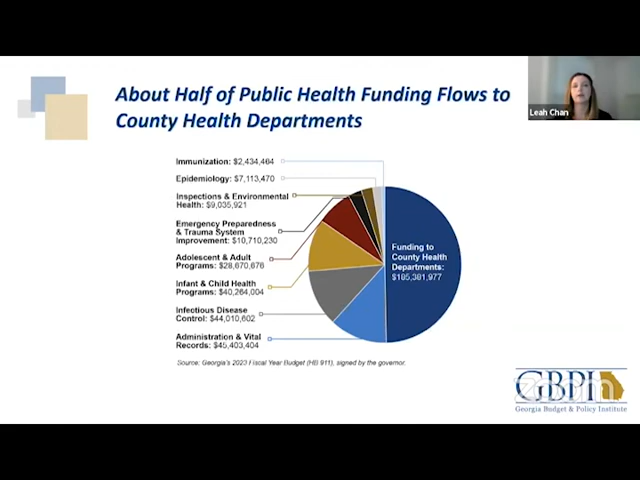 About Half of Public Health Funding Flows to
County Health Departments
Leah Chan
Immunization: $2,434,464
Epidemiology: $7,113,470
Inspections & Environmental
Health: $9,035,921
Emergency Preparedness
& Trauma System
Improvement: $10,710,230
Adolescent & Adult
Programs: $28,670,676
Infant & Child Health
Programs: $40,264,004
Infectious Disease
Control: $44,010,602
Administration & Vital
Records: $45,403,404
Funding to
County Health
Departments:
$185,381,977
Source: Georgia's 2023 Fiscal Year Budget (HB 911), signed by the governor.
GBPI
zoom
Georgia Budget & Policy Institute